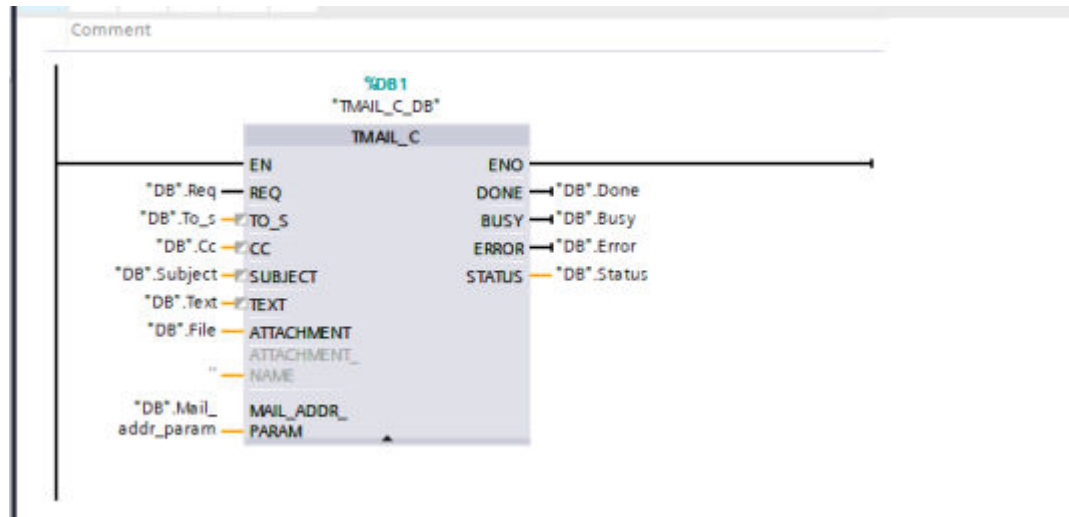 Comment
%DB1
"TMAIL_C_DB"
TMAIL_C
EN ENO
"DB".Req REQ DONE "DB".Done
"DB".To_s TO_S BUSY "DB".Busy
"DB".Cc CC ERROR "DB".Error
"DB".Subject SUBJECT STATUS "DB".Status
"DB".Text TEXT
"DB".File ATTACHMENT
ATTACHMENT_
'' NAME
"DB".Mail_ MAIL_ADDR_
addr_param PARAM